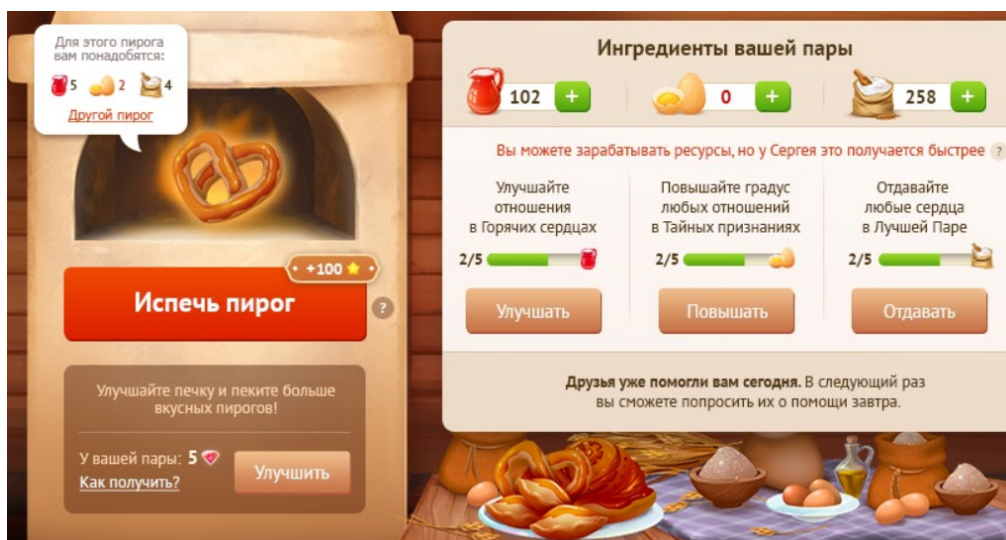 Для этого пирога
вам понадобятся:
5 2 4
Другой пирог
+100
Испечь пирог
?
Улучшайте печку и пеките больше
вкусных пирогов!
У вашей пары: 5
Как получить?
Улучшить
Ингредиенты вашей пары
102 + 0 + 258 +
Вы можете зарабатывать ресурсы, но у Сергея это получается быстрее ?
Улучшайте
отношения
в Горячих сердцах
2/5
Улучшать
Повышайте градус
любых отношений
в Тайных признаниях
2/5
Повышать
Отдавайте
любые сердца
в Лучшей Паре
2/5
Отдавать
Друзья уже помогли вам сегодня. В следующий раз
вы сможете попросить их о помощи завтра.